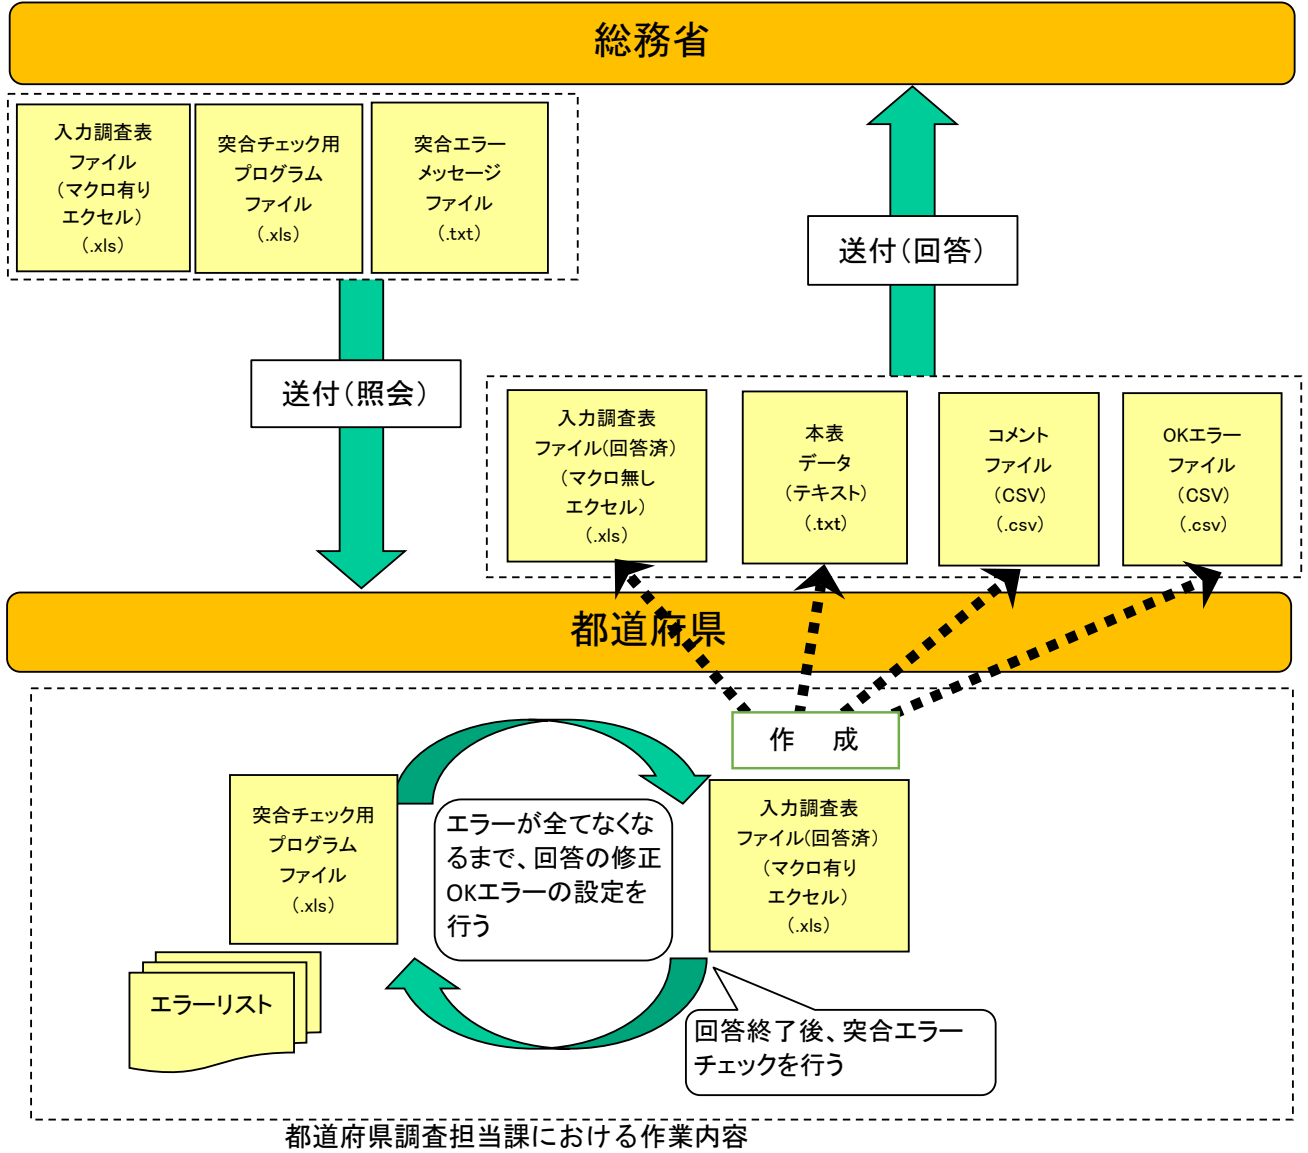 総務省
入力調査表
ファイル
(マクロ有り
エクセル)
(.xls)
突合チェック用
プログラム
ファイル
(.xls)
突合エラー
メッセージ
ファイル
(.txt)
送付(回答)
送付(照会)
入力調査表
ファイル(回答済)
(マクロ無し
エクセル)
(.xls)
本表
データ
(テキスト)
(.txt)
コメント
ファイル
(CSV)
(.csv)
OKエラー
ファイル
(CSV)
(.csv)
都道府県
作 成
突合チェック用
プログラム
ファイル
(.xls)
エラーが全てなくな
るまで、回答の修正
OKエラーの設定を
行う
入力調査表
ファイル(回答済)
(マクロ有り
エクセル)
(.xls)
エラーリスト
回答終了後、突合エラー
チェックを行う
都道府県調査担当課における作業内容